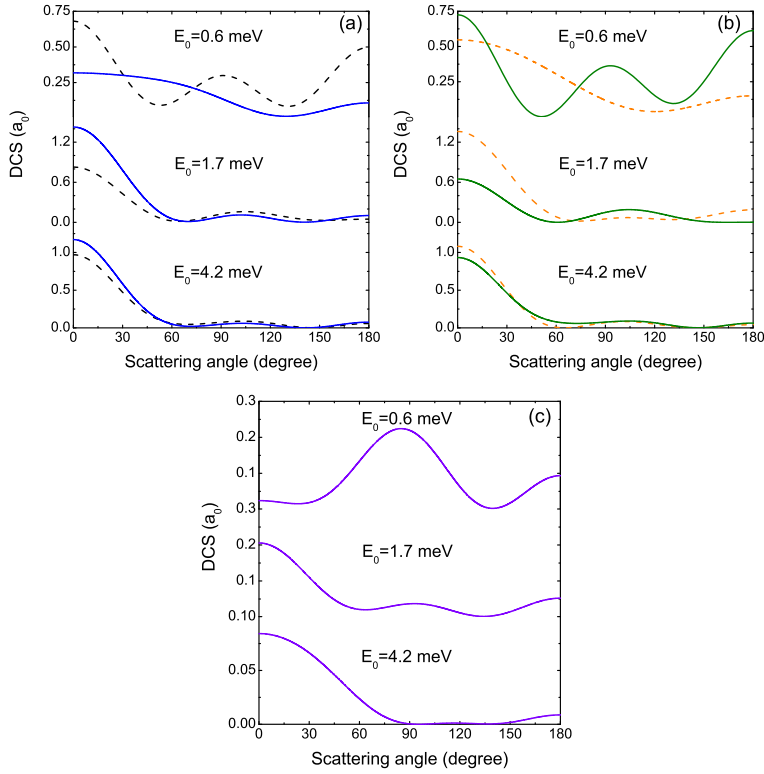 (a)
E0=0.6 meV
0.75
0.50
0.25
E0=1.7 meV
1.2
0.6
0.0
E0=4.2 meV
1.0
0.5
0.0
DCS (a0)
0 30 60 90 120 150 180
Scattering angle (degree)
(b)
E0=0.6 meV
0.75
0.50
0.25
E0=1.7 meV
1.2
0.6
0.0
E0=4.2 meV
1.0
0.5
0.0
DCS (a0)
0 30 60 90 120 150 180
Scattering angle (degree)
(c)
E0=0.6 meV
0.3
0.2
0.1
0.3
E0=1.7 meV
0.2
0.1
0.10
E0=4.2 meV
0.05
0.00
DCS (a0)
0 30 60 90 120 150 180
Scattering angle (degree)